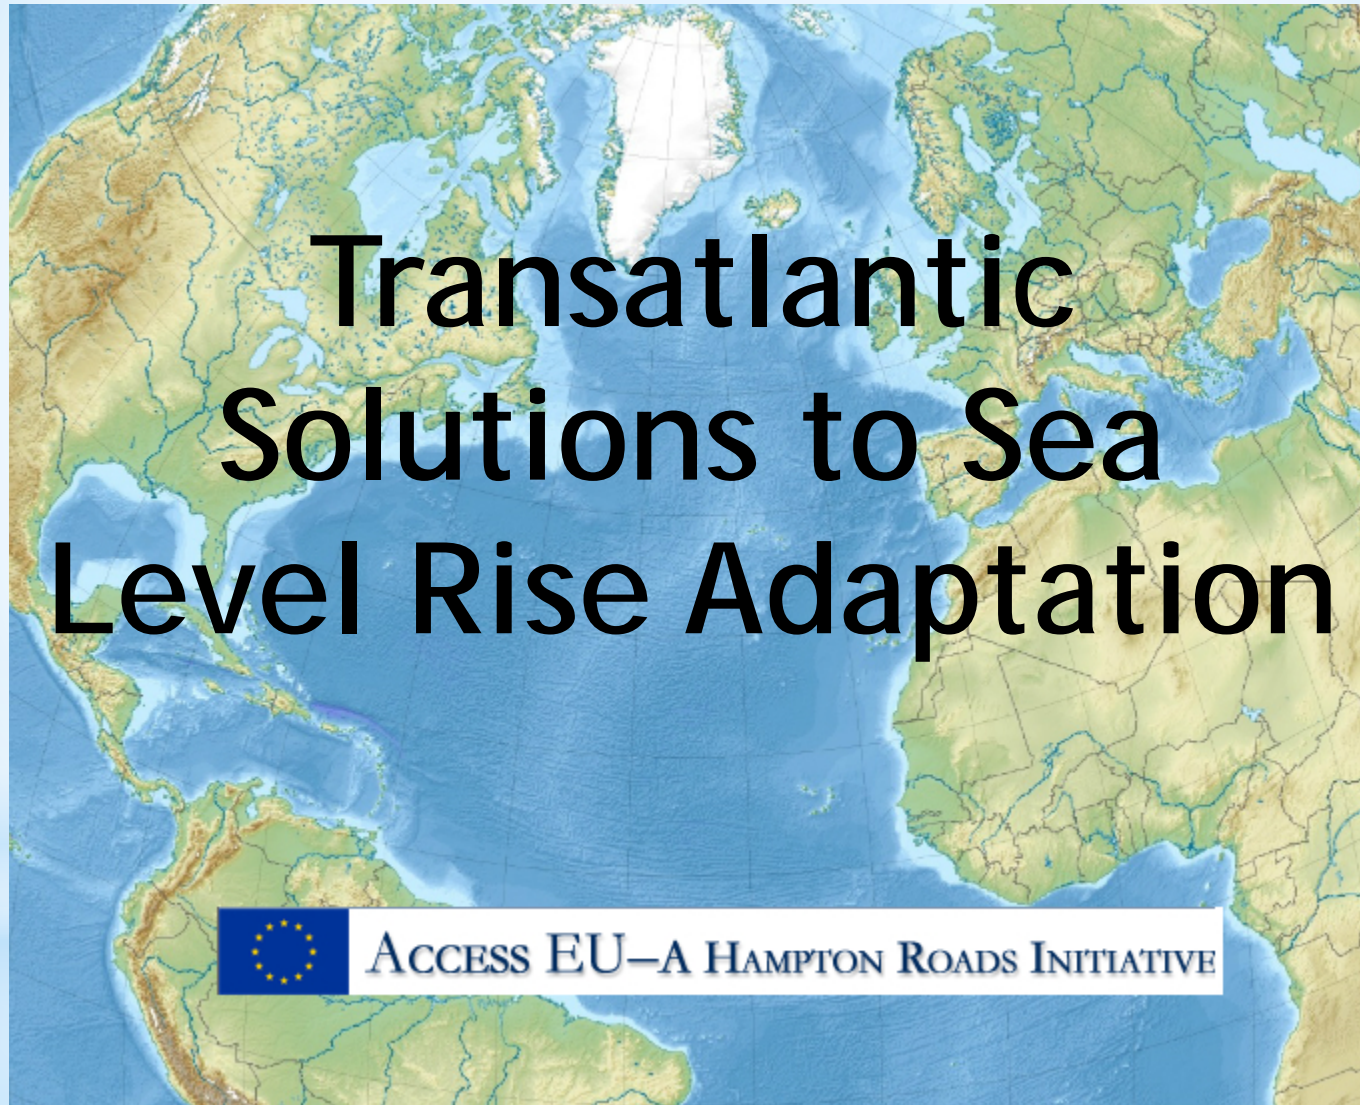 Transatlantic
Solutions to Sea
Level Rise Adaptation
ACCESS EU—A HAMPTON ROADS INITIATIVE